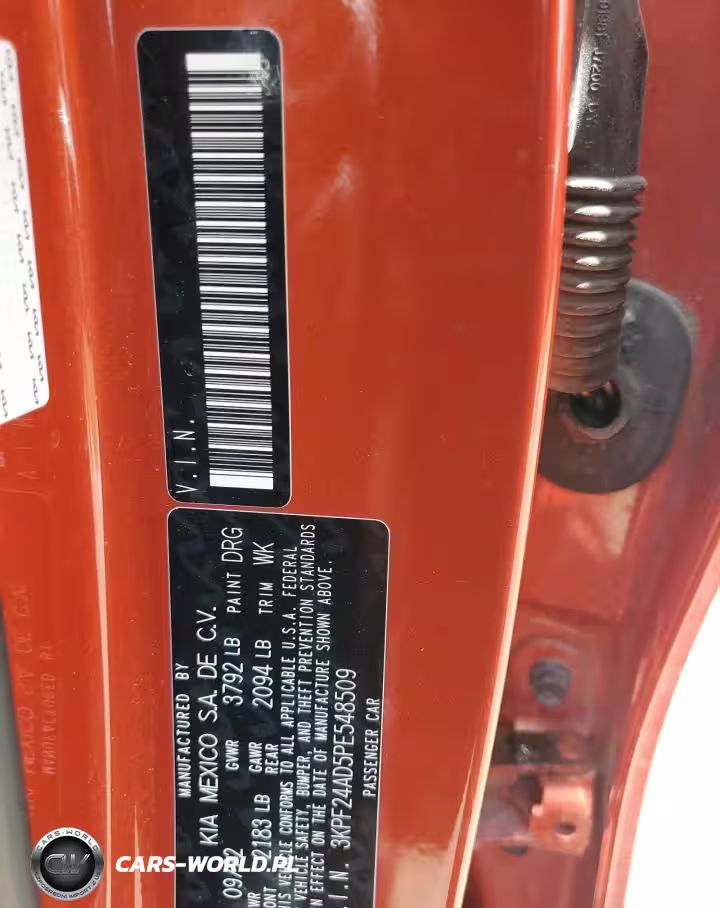 V.I.N.
MANUFACTURED BY
KIA MEXICO S.A. DE C.V.
GVWR 3792 LB PAINT DRG
2183 LB GAWR REAR 2094 LB TRIM WK
THIS VEHICLE CONFORMS TO ALL APPLICABLE U.S.A. FEDERAL
VEHICLE SAFETY, BUMPER, AND THEFT PREVENTION STANDARDS
IN EFFECT ON THE DATE OF MANUFACTURE SHOWN ABOVE.
V.I.N. 3KPF24AD5PE548509
PASSENGER CAR
CARS-WORLD.PL